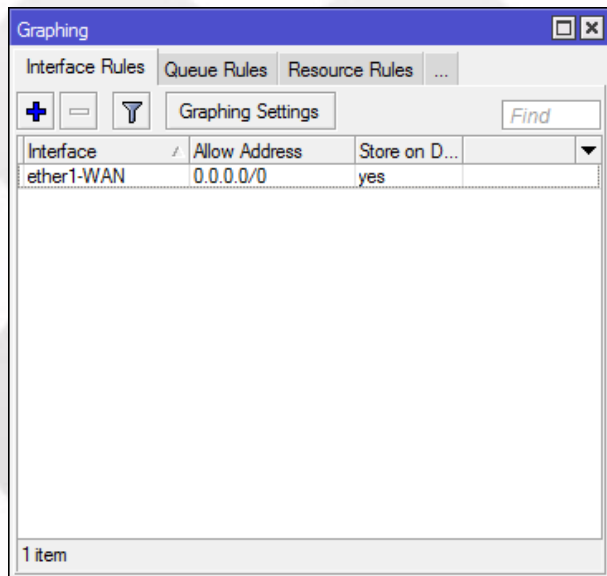 Graphing
Interface Rules Queue Rules Resource Rules ...
Graphing Settings Find
Interface Allow Address Store on D...
ether1-WAN 0.0.0.0/0 yes
1 item